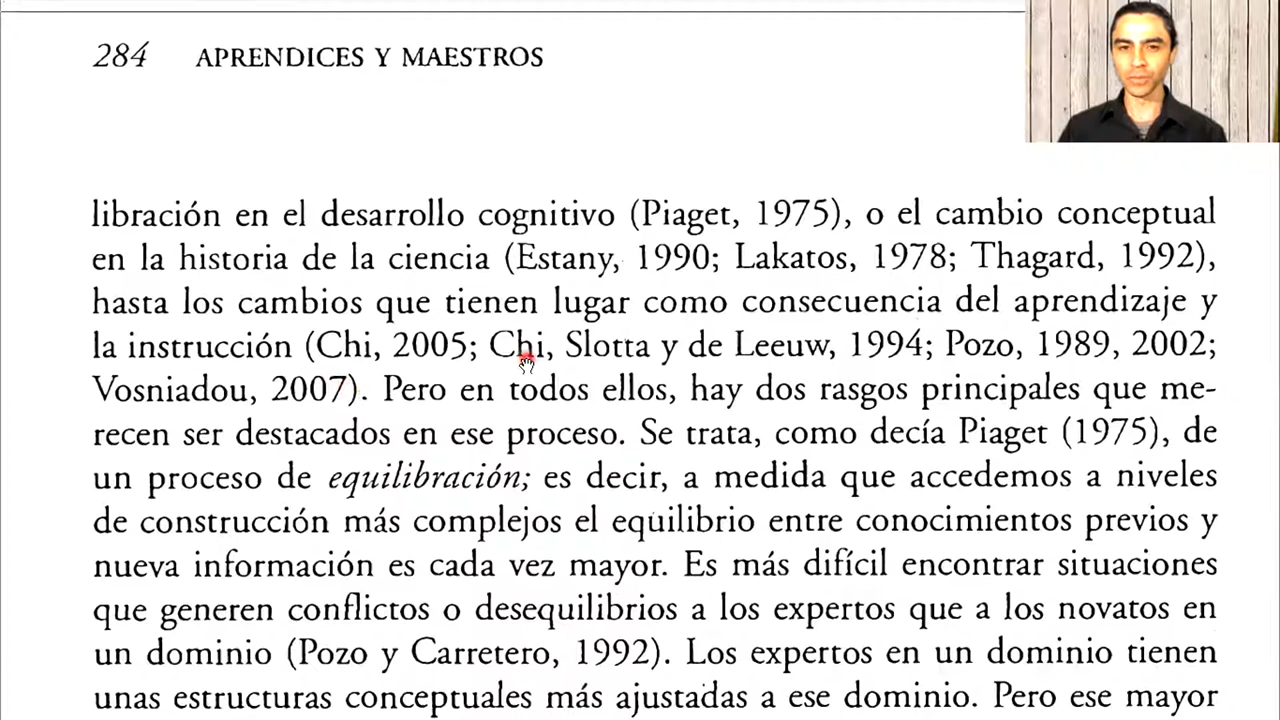 284 APRENDICES Y MAESTROS
libración en el desarrollo cognitivo (Piaget, 1975), o el cambio conceptual
en la historia de la ciencia (Estany, 1990; Lakatos, 1978; Thagard, 1992),
hasta los cambios que tienen lugar como consecuencia del aprendizaje y
la instrucción (Chi, 2005; Chi, Slotta y de Leeuw, 1994; Pozo, 1989, 2002;
Vosniadou, 2007). Pero en todos ellos, hay dos rasgos principales que me-
recen ser destacados en ese proceso. Se trata, como decía Piaget (1975), de
un proceso de equilibración; es decir, a medida que accedemos a niveles
de construcción más complejos el equilibrio entre conocimientos previos y
nueva información es cada vez mayor. Es más difícil encontrar situaciones
que generen conflictos o desequilibrios a los expertos que a los novatos en
un dominio (Pozo y Carretero, 1992). Los expertos en un dominio tienen
unas estructuras conceptuales más ajustadas a ese dominio. Pero ese mayor